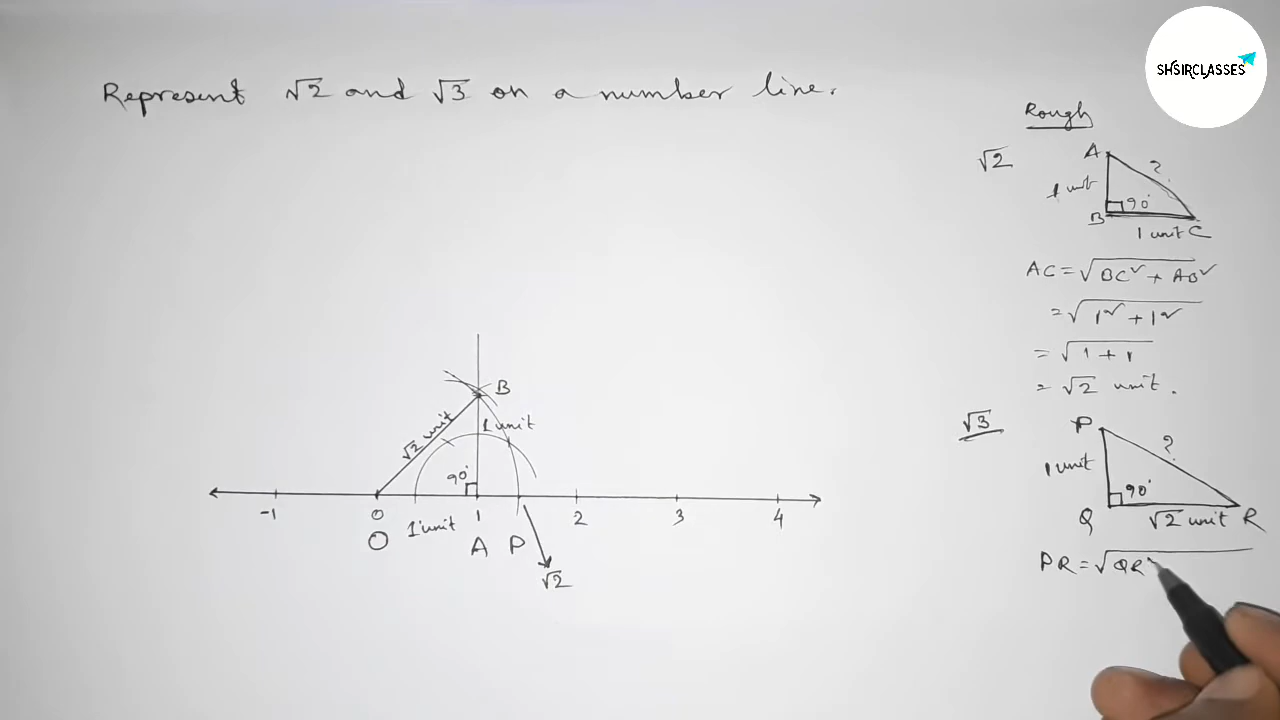 Represent √2 and √3 on a number line.
SHSIRCLASSES
Rough
√2
A
?
1 unit
90°
B
1 unit C
AC = √BC² + AB²
= √1² + 1²
= √1 + 1
= √2 unit.
√3
P
?
1 unit
90°
Q
√2 unit R
PR = √QR
B
√2 unit
1 unit
90°
-1 0 1 2 3 4
1 unit
O A P
√2